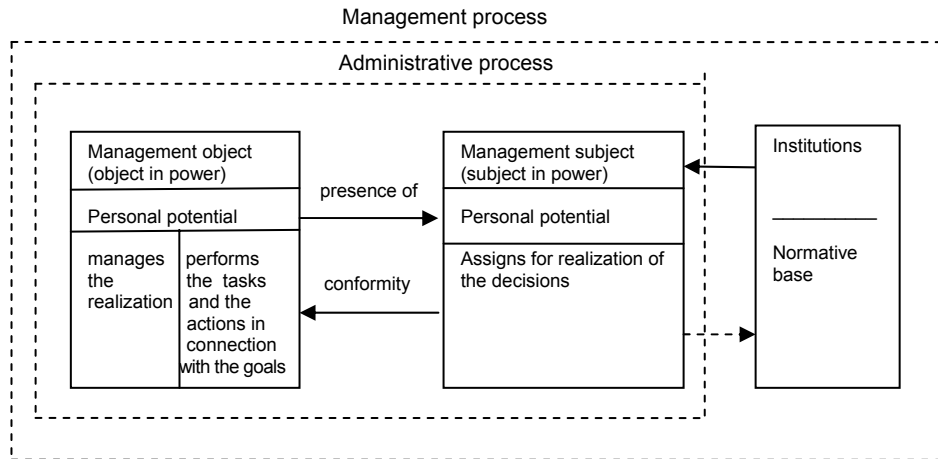 Management process
Administrative process
Management object
(object in power)
Personal potential
manages
the
realization
performs
the tasks
and the
actions in
connection
with the goals
presence of
conformity
Management subject
(subject in power)
Personal potential
Assigns for realization of
the decisions
Institutions
Normative
base